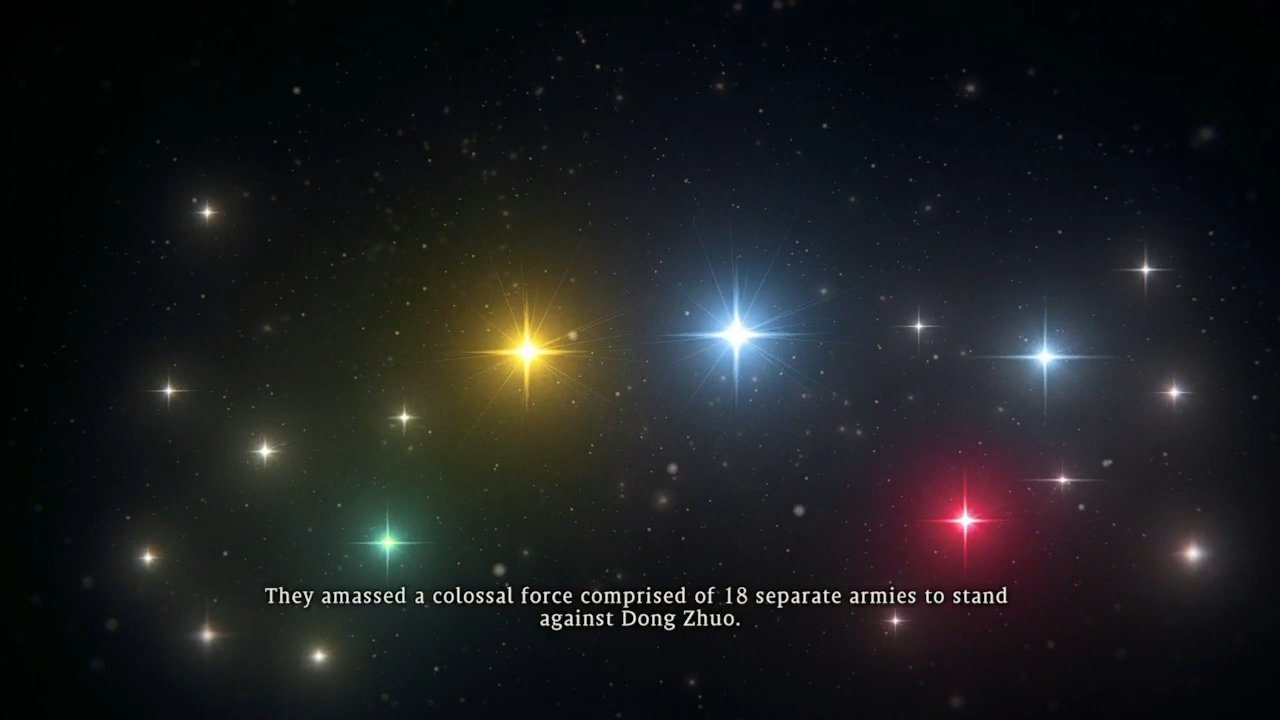 They amassed a colossal force comprised of 18 separate armies to stand
against Dong Zhuo.